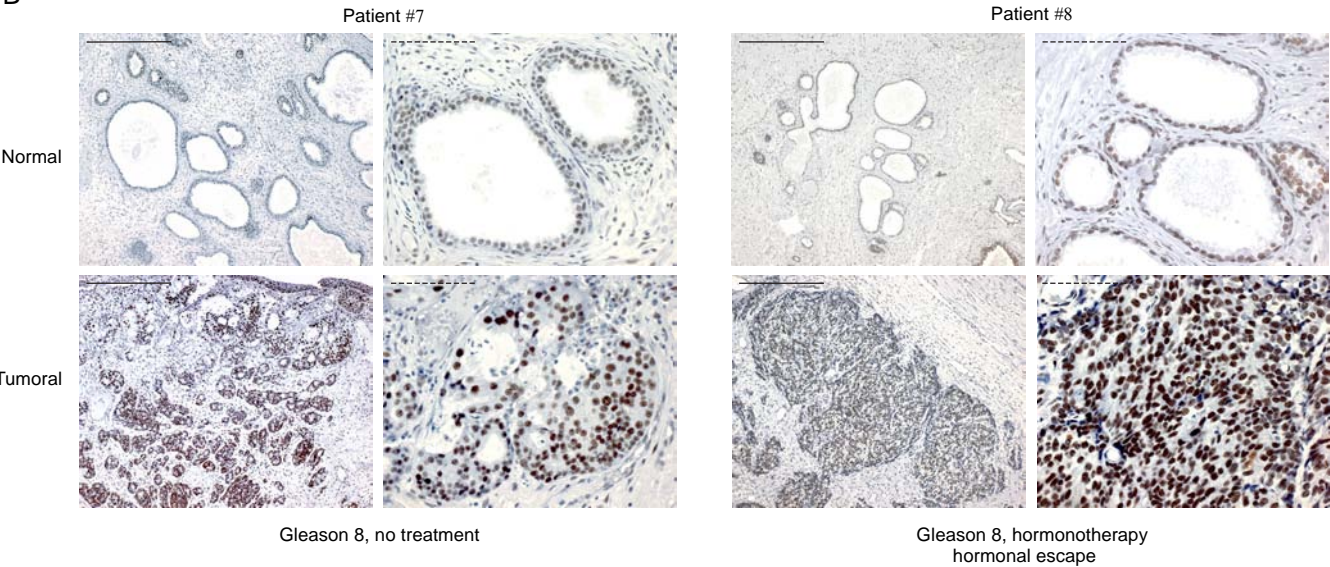 Patient #7
Patient #8
Normal
Tumoral
Gleason 8, no treatment
Gleason 8, hormonotherapy
hormonal escape